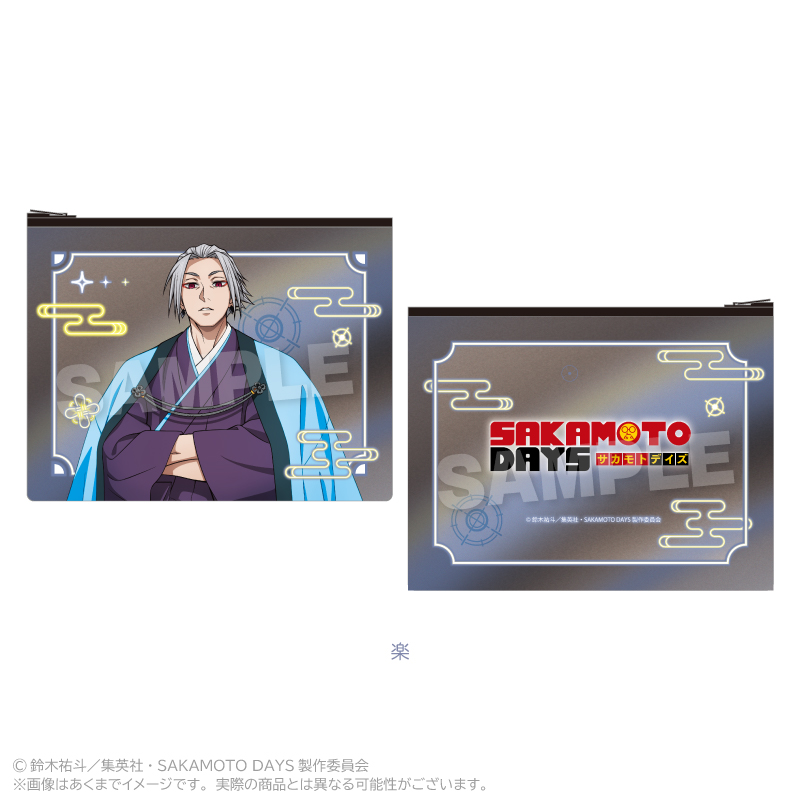 SAMPLE
SAKAMOTO
DAYS サカモトデイズ
SAMPLE
© 鈴木祐斗／集英社・SAKAMOTO DAYS 製作委員会
楽
© 鈴木祐斗／集英社・SAKAMOTO DAYS 製作委員会
※画像はあくまでイメージです。実際の商品とは異なる可能性がございます。